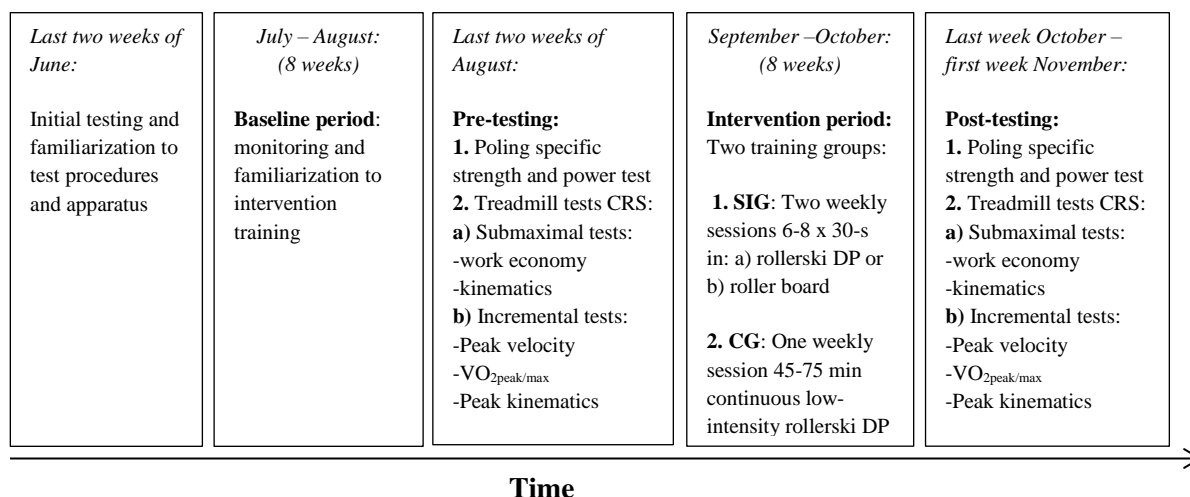 Last two weeks of
June:
Initial testing and
familiarization to
test procedures
and apparatus
July – August:
(8 weeks)
Baseline period:
monitoring and
familiarization to
intervention
training
Last two weeks of
August:
Pre-testing:
1. Poling specific
strength and power test
2. Treadmill tests CRS:
a) Submaximal tests:
-work economy
-kinematics
b) Incremental tests:
-Peak velocity
-VO2peak/max
-Peak kinematics
September –October:
(8 weeks)
Intervention period:
Two training groups:
1. SIG: Two weekly
sessions 6-8 x 30-s
in: a) rollerski DP or
b) roller board
2. CG: One weekly
session 45-75 min
continuous low-
intensity rollerski DP
Last week October –
first week November:
Post-testing:
1. Poling specific
strength and power test
2. Treadmill tests CRS:
a) Submaximal tests:
-work economy
-kinematics
b) Incremental tests:
-Peak velocity
-VO2peak/max
-Peak kinematics
Time